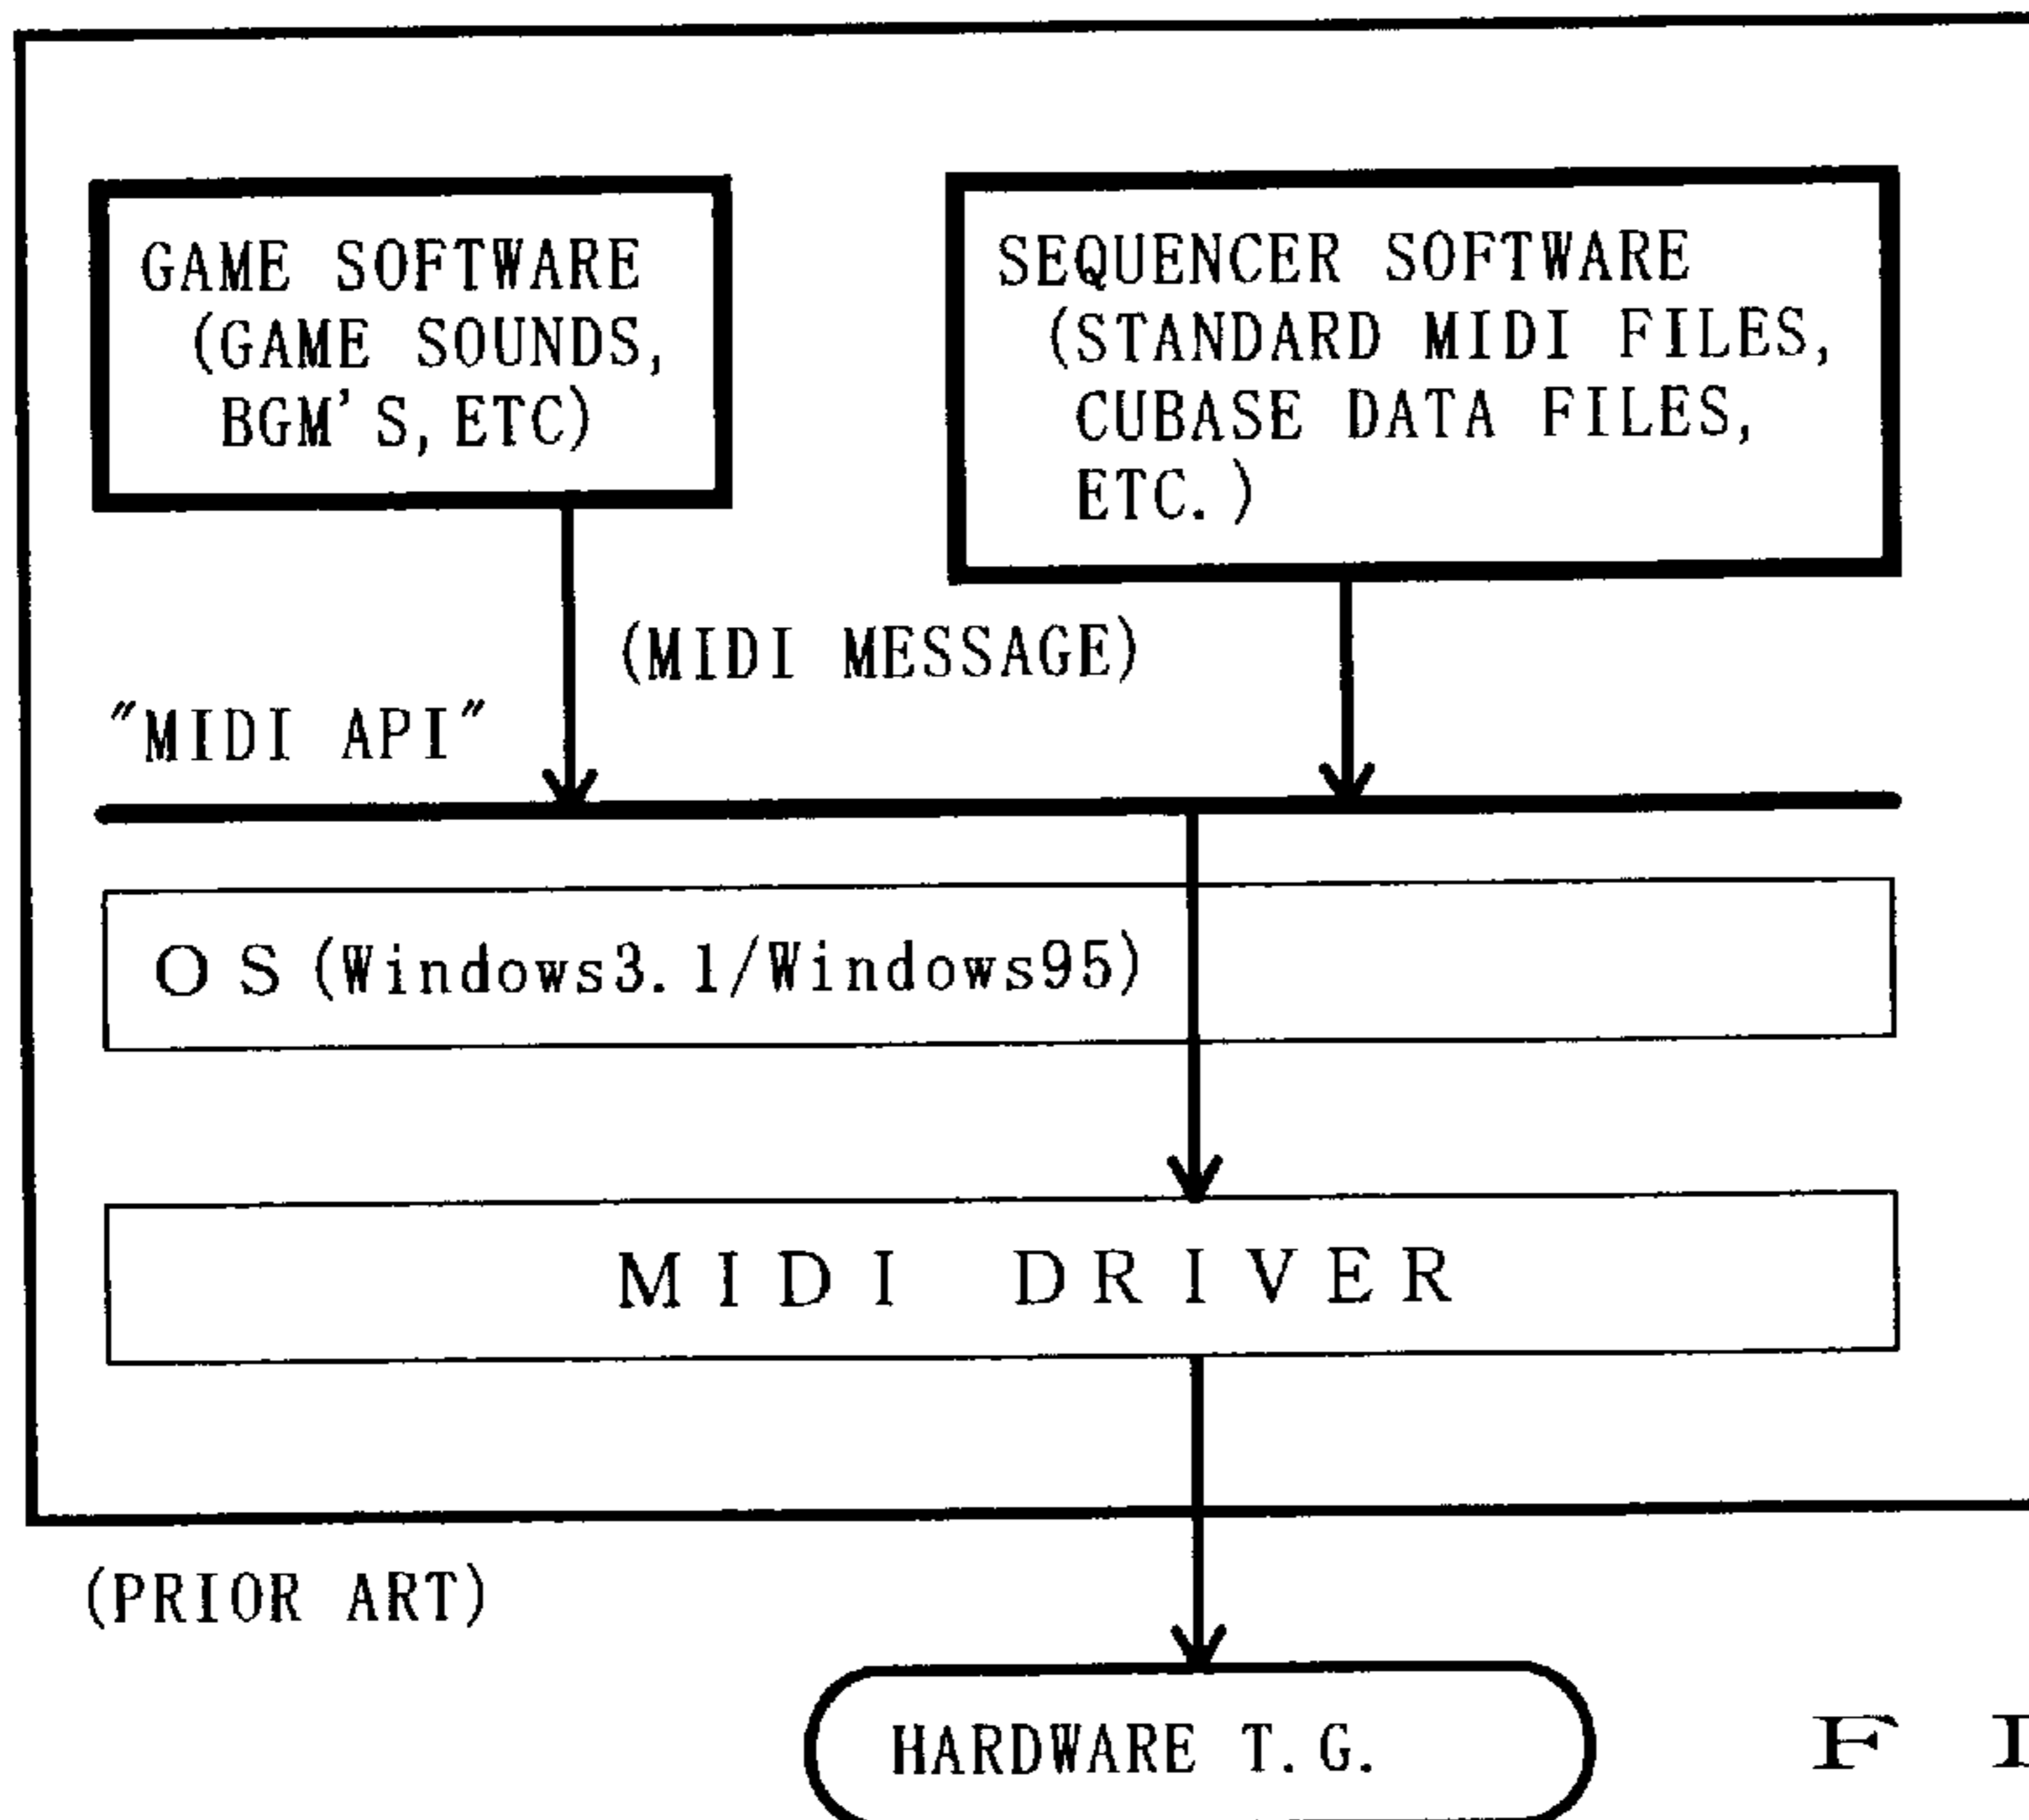 GAME SOFTWARE
(GAME SOUNDS,
BGM'S, ETC)
SEQUENCER SOFTWARE
(STANDARD MIDI FILES,
CUBASE DATA FILES,
ETC.)
(MIDI MESSAGE)
"MIDI API"
OS (Windows3.1/Windows95)
MIDI DRIVER
(PRIOR ART)
HARDWARE T.G.